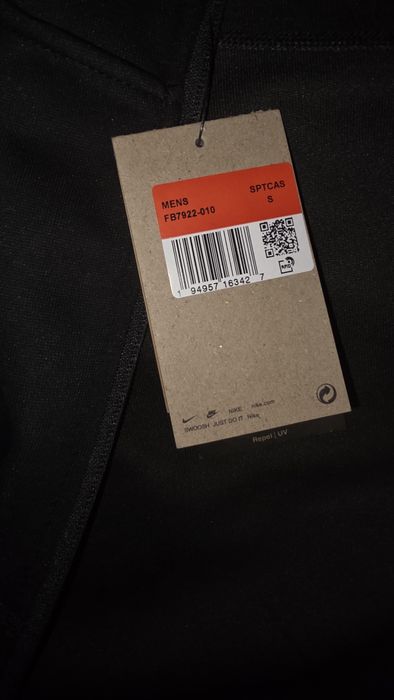 MENS SPTCAS
FB7922-010 S
1 94957 16342 7
NIKE nike.com
SWOOSH JUST DO IT Nike
Repel | UV